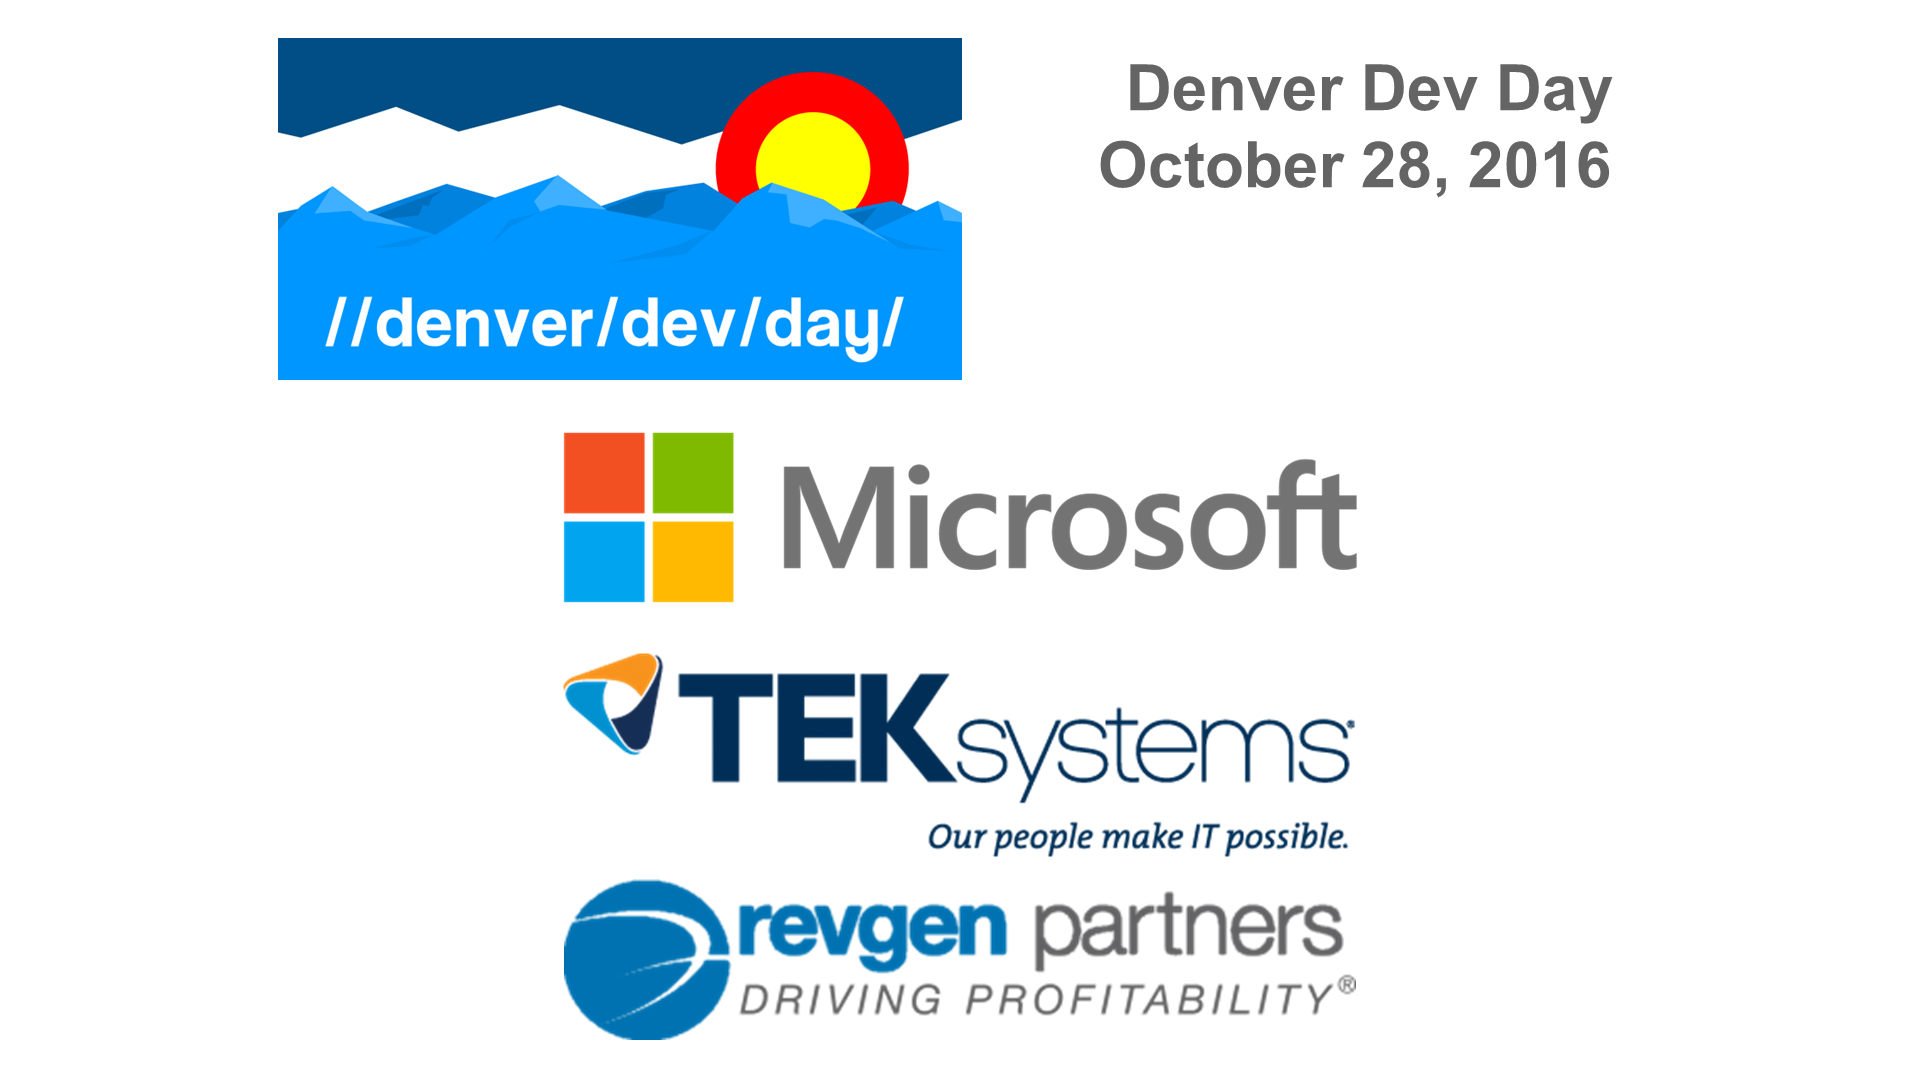 Denver Dev Day
October 28, 2016
//denver/dev/day/
Microsoft
TEKsystems®
Our people make IT possible.
revgen partners
DRIVING PROFITABILITY®